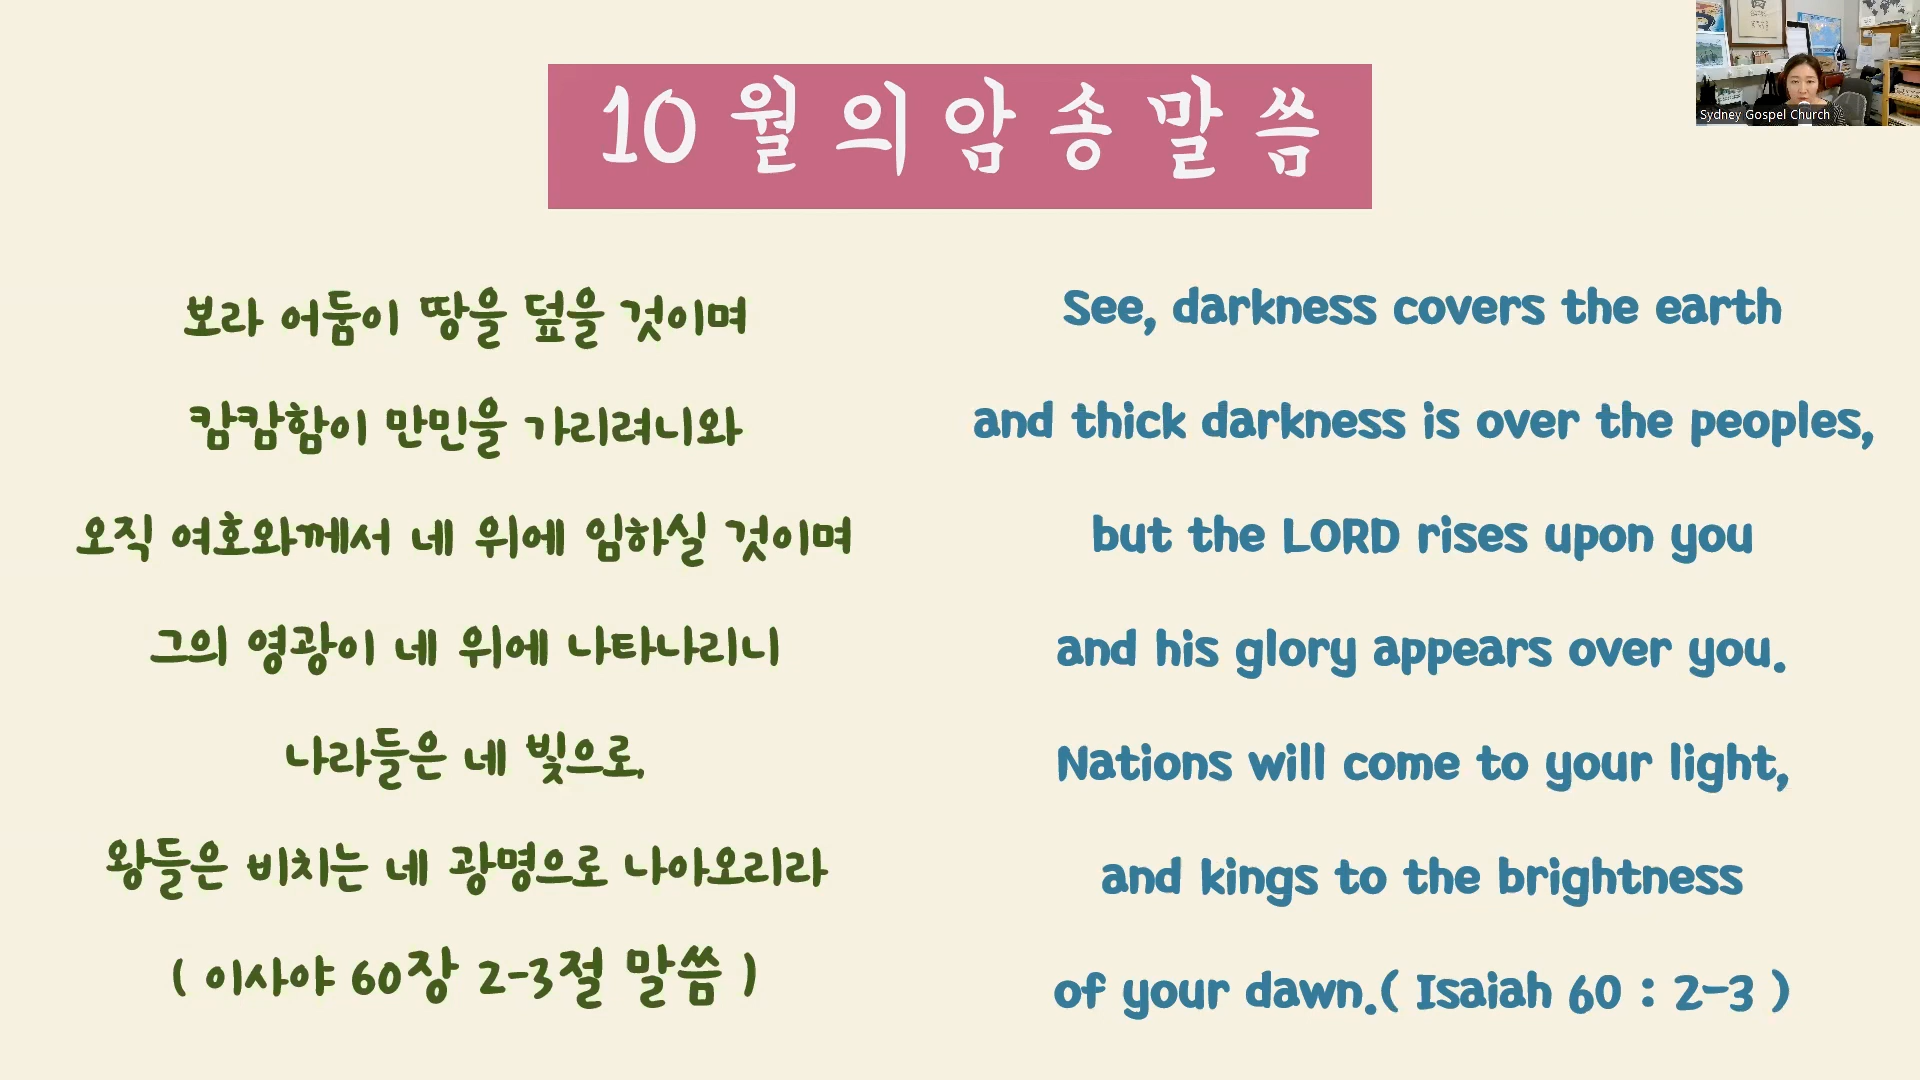 10월의 암송말씀
Sydney Gospel Church
보라 어둠이 땅을 덮을 것이며
캄캄함이 만민을 가리려니와
오직 여호와께서 네 위에 임하실 것이며
그의 영광이 네 위에 나타나리니
나라들은 네 빛으로,
왕들은 비치는 네 광명으로 나아오리라
( 이사야 60장 2-3절 말씀 )
See, darkness covers the earth
and thick darkness is over the peoples,
but the LORD rises upon you
and his glory appears over you.
Nations will come to your light,
and kings to the brightness
of your dawn.( Isaiah 60 : 2-3 )